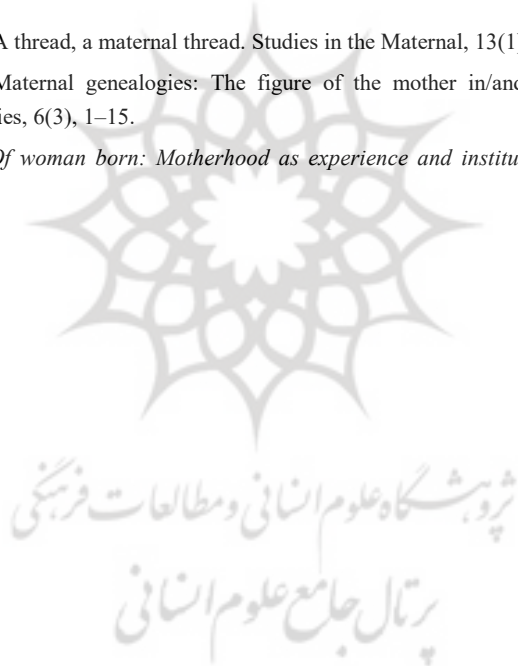 A thread, a maternal thread. Studies in the Maternal, 13(1)
Maternal genealogies: The figure of the mother in/and
ies, 6(3), 1–15.
Of woman born: Motherhood as experience and institu
پژوهشگاه علوم انسانی و مطالعات فرهنگی
پرتال جامع علوم انسانی